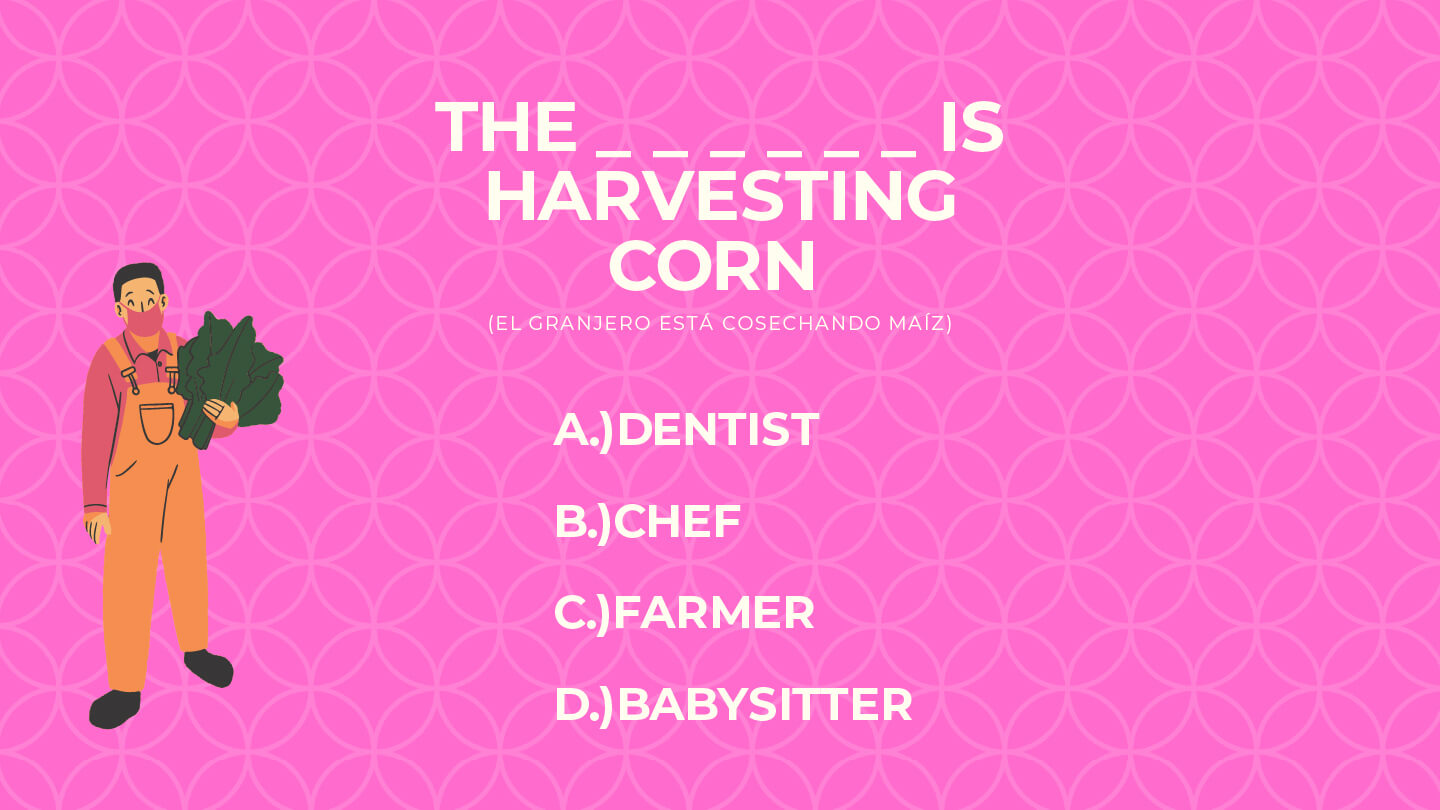 THE _ _ _ _ _ _ IS
HARVESTING
CORN
(EL GRANJERO ESTÁ COSECHANDO MAÍZ)
A.)DENTIST
B.)CHEF
C.)FARMER
D.)BABYSITTER